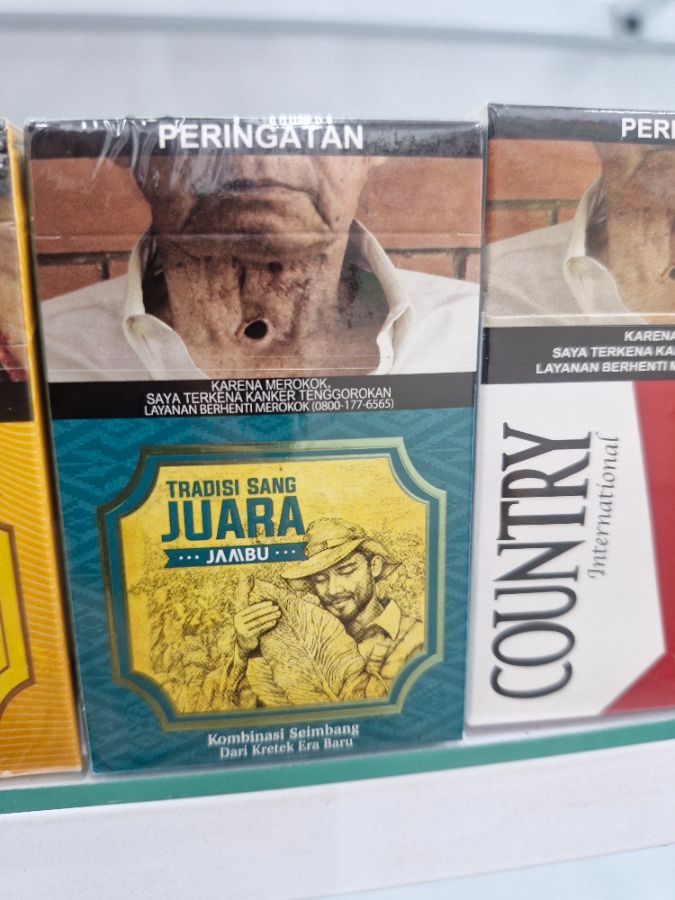 PERINGATAN
KARENA MEROKOK,
SAYA TERKENA KANKER TENGGOROKAN
LAYANAN BERHENTI MEROKOK (0800-177-6565)
TRADISI SANG
JUARA
JAMBU
Kombinasi Seimbang
Dari Kretek Era Baru
PERI
KARENA
SAYA TERKENA KA
LAYANAN BERHENTI M
COUNTRY
International